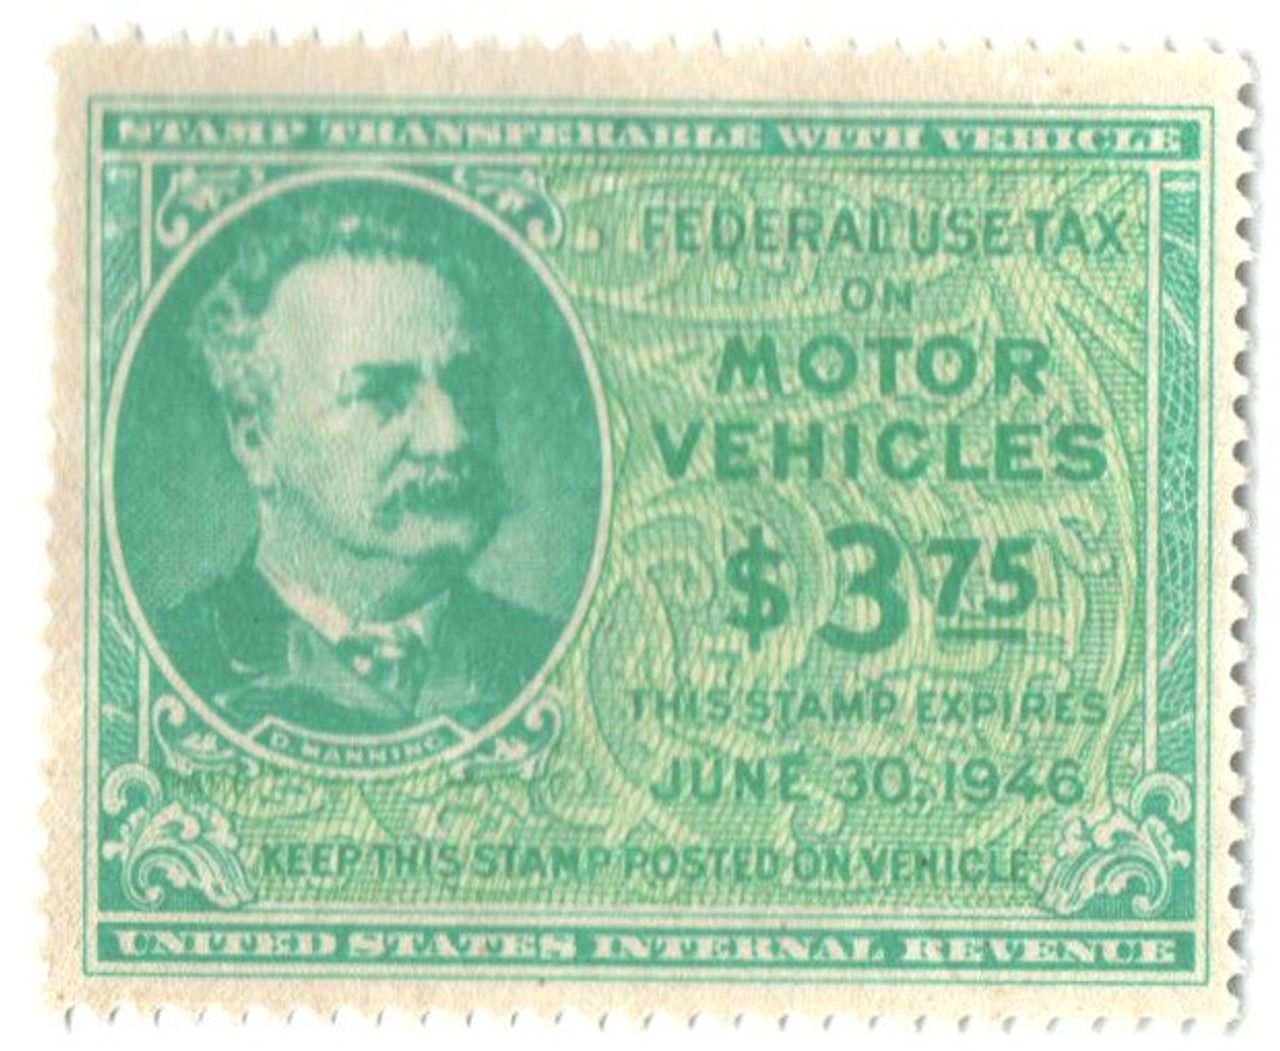 STAMP TRANSFERABLE WITH VEHICLE
FEDERAL USE TAX
ON
MOTOR
VEHICLES
$3.75
THIS STAMP EXPIRES
JUNE 30, 1946
D. MANNING
KEEP THIS STAMP POSTED ON VEHICLE
UNITED STATES INTERNAL REVENUE